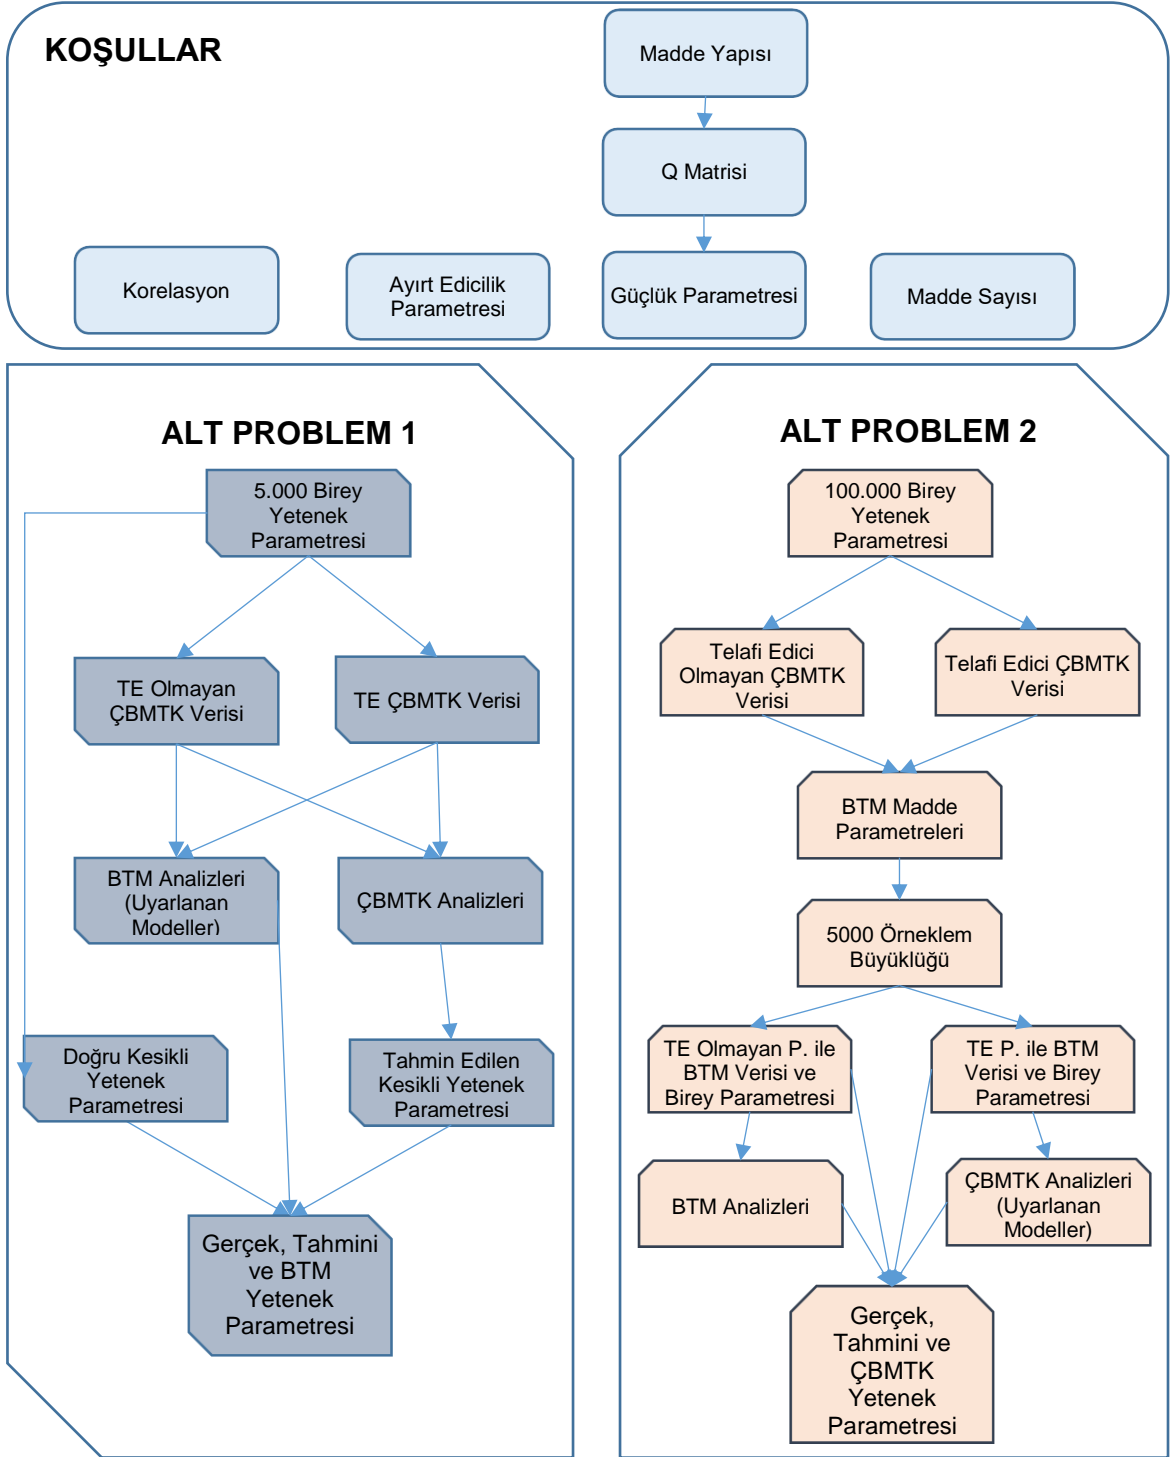 KOŞULLAR
Madde Yapısı
Q Matrisi
Korelasyon
Ayırt Edicilik
Parametresi
Güçlük Parametresi
Madde Sayısı
ALT PROBLEM 1
5.000 Birey
Yetenek
Parametresi
TE Olmayan
ÇBMTK Verisi
TE ÇBMTK Verisi
BTM Analizleri
(Uyarlanan
Modeller)
ÇBMTK Analizleri
Doğru Kesikli
Yetenek
Parametresi
Tahmin Edilen
Kesikli Yetenek
Parametresi
Gerçek, Tahmini
ve BTM
Yetenek
Parametresi
ALT PROBLEM 2
100.000 Birey
Yetenek
Parametresi
Telafi Edici
Olmayan ÇBMTK
Verisi
Telafi Edici ÇBMTK
Verisi
BTM Madde
Parametreleri
5000 Örneklem
Büyüklüğü
TE Olmayan P. ile
BTM Verisi ve
Birey Parametresi
TE P. ile BTM
Verisi ve Birey
Parametresi
BTM Analizleri
ÇBMTK Analizleri
(Uyarlanan
Modeller)
Gerçek,
Tahmini ve
ÇBMTK
Yetenek
Parametresi